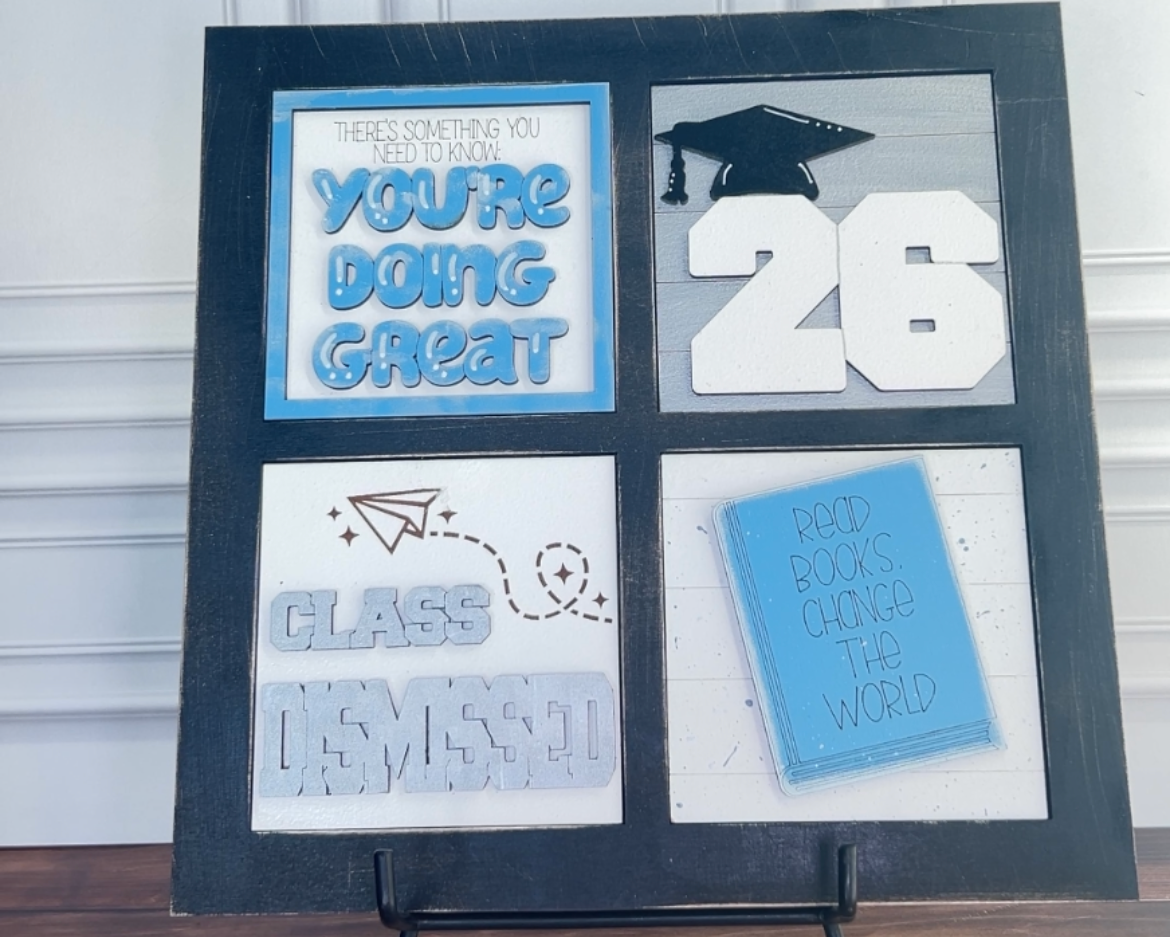 THERE'S SOMETHING YOU
NEED TO KNOW:
YOU'Re
DOING
GReaT
26
CLASS
DISMISSED
ReaD
BOOKS.
CHANGe
THe
WORLD